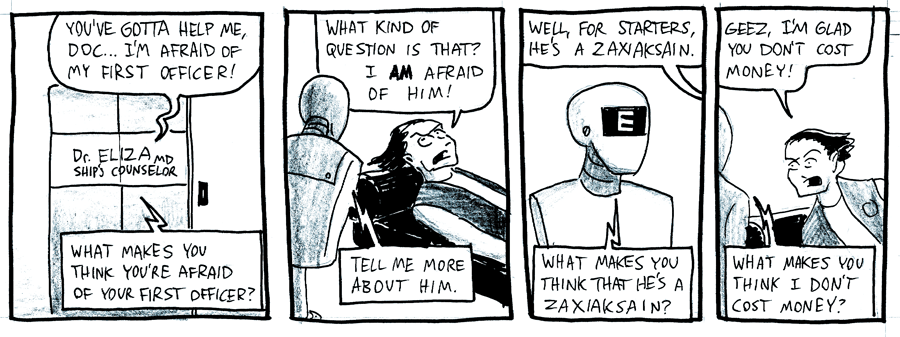 YOU'VE GOTTA HELP ME,
DOC... I'M AFRAID OF
MY FIRST OFFICER!
Dr. ELIZA MD
SHIP'S COUNSELOR
WHAT MAKES YOU
THINK YOU'RE AFRAID
OF YOUR FIRST OFFICER?
WHAT KIND OF
QUESTION IS THAT?
I AM AFRAID
OF HIM!
TELL ME MORE
ABOUT HIM.
WELL, FOR STARTERS,
HE'S A ZAXIAKSAIN.
E
WHAT MAKES YOU
THINK THAT HE'S A
ZAXIAKSAIN?
GEEZ, I'M GLAD
YOU DON'T COST
MONEY!
WHAT MAKES YOU
THINK I DON'T
COST MONEY?